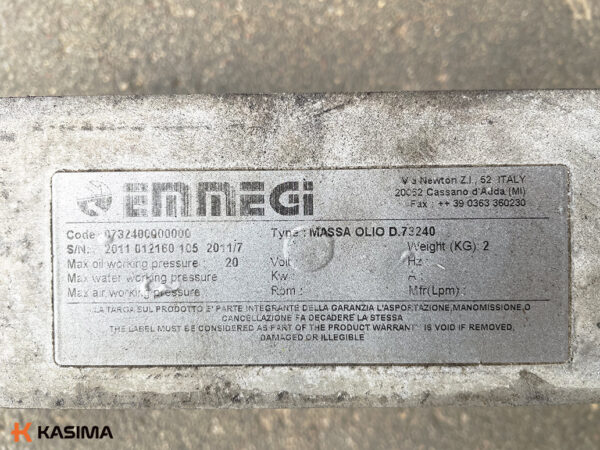 EMMEGI
Via Newton Z.I., 52 ITALY
20062 Cassano d'Adda (MI)
Fax : ++ 39 0363 360230
Code 0732400000000 Type : MASSA OLIO D.73240
S/N: 2011 012160 105 2011/7 Weight (KG) 2
Max oil working pressure : 20 Volt : Hz :
Max water working pressure : Kw : A :
Max air working pressure Rpm : Mfr(Lpm) :
LA TARGA SUL PRODOTTO E' PARTE INTEGRANTE DELLA GARANZIA L'ASPORTAZIONE, MANOMISSIONE, O
CANCELLAZIONE FA DECADERE LA STESSA
THE LABEL MUST BE CONSIDERED AS PART OF THE PRODUCT WARRANTY IS VOID IF REMOVED,
DAMAGED OR ILLEGIBLE
KASIMA